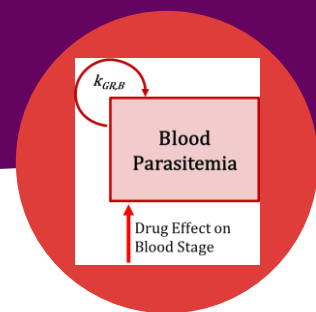 k_GR,B
Blood
Parasitemia
Drug Effect on
Blood Stage